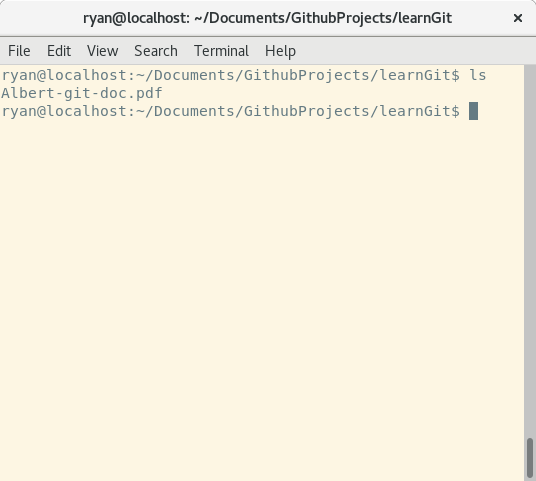 ryan@localhost: ~/Documents/GithubProjects/learnGit ×
File Edit View Search Terminal Help
ryan@localhost:~/Documents/GithubProjects/learnGit$ ls
Albert-git-doc.pdf
ryan@localhost:~/Documents/GithubProjects/learnGit$